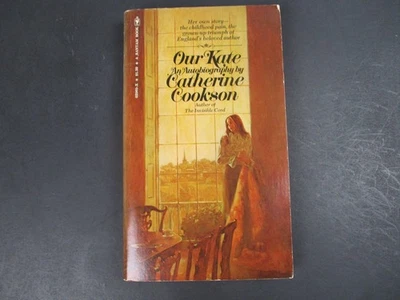 Her own story—
the childhood pain, the
grown-up triumph of
England's beloved author
Our Kate
An Autobiography by
Catherine
Cookson
Author of
The Invisible Cord